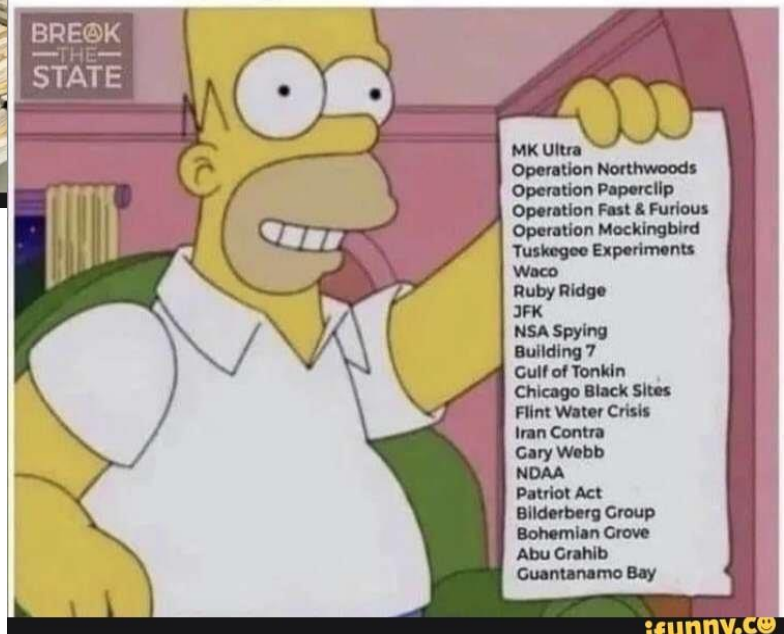 BREⒶK
THE
STATE
MK Ultra
Operation Northwoods
Operation Paperclip
Operation Fast & Furious
Operation Mockingbird
Tuskegee Experiments
Waco
Ruby Ridge
JFK
NSA Spying
Building 7
Gulf of Tonkin
Chicago Black Sites
Flint Water Crisis
Iran Contra
Gary Webb
NDAA
Patriot Act
Bilderberg Group
Bohemian Grove
Abu Grahib
Guantanamo Bay
ifunny.co